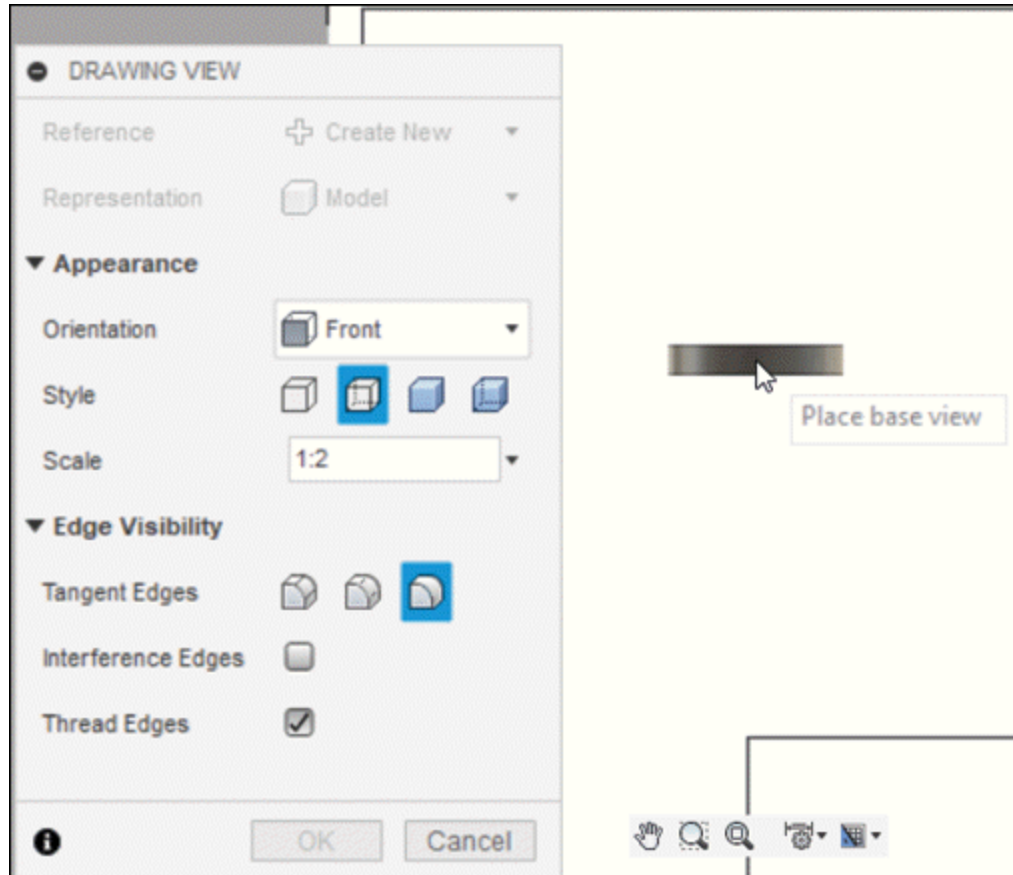 DRAWING VIEW
Reference Create New
Representation Model
Appearance
Orientation Front
Style
Scale 1:2
Edge Visibility
Tangent Edges
Interference Edges
Thread Edges
OK Cancel
Place base view